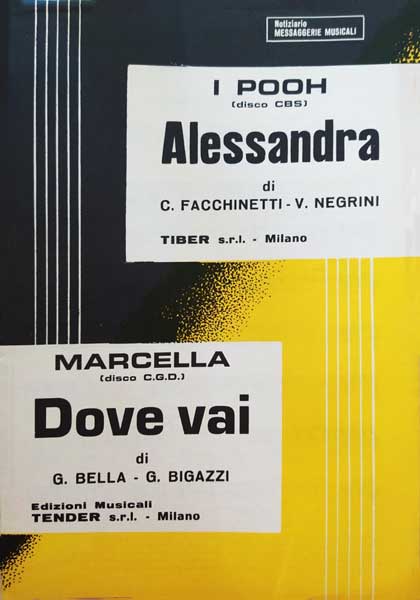 Notiziario
MESSAGGERIE MUSICALI
I POOH
(disco CBS)
Alessandra
di
C. FACCHINETTI - V. NEGRINI
TIBER s.r.l. - Milano
MARCELLA
(disco C.G.D.)
Dove vai
di
G. BELLA - G. BIGAZZI
Edizioni Musicali
TENDER s.r.l. - Milano